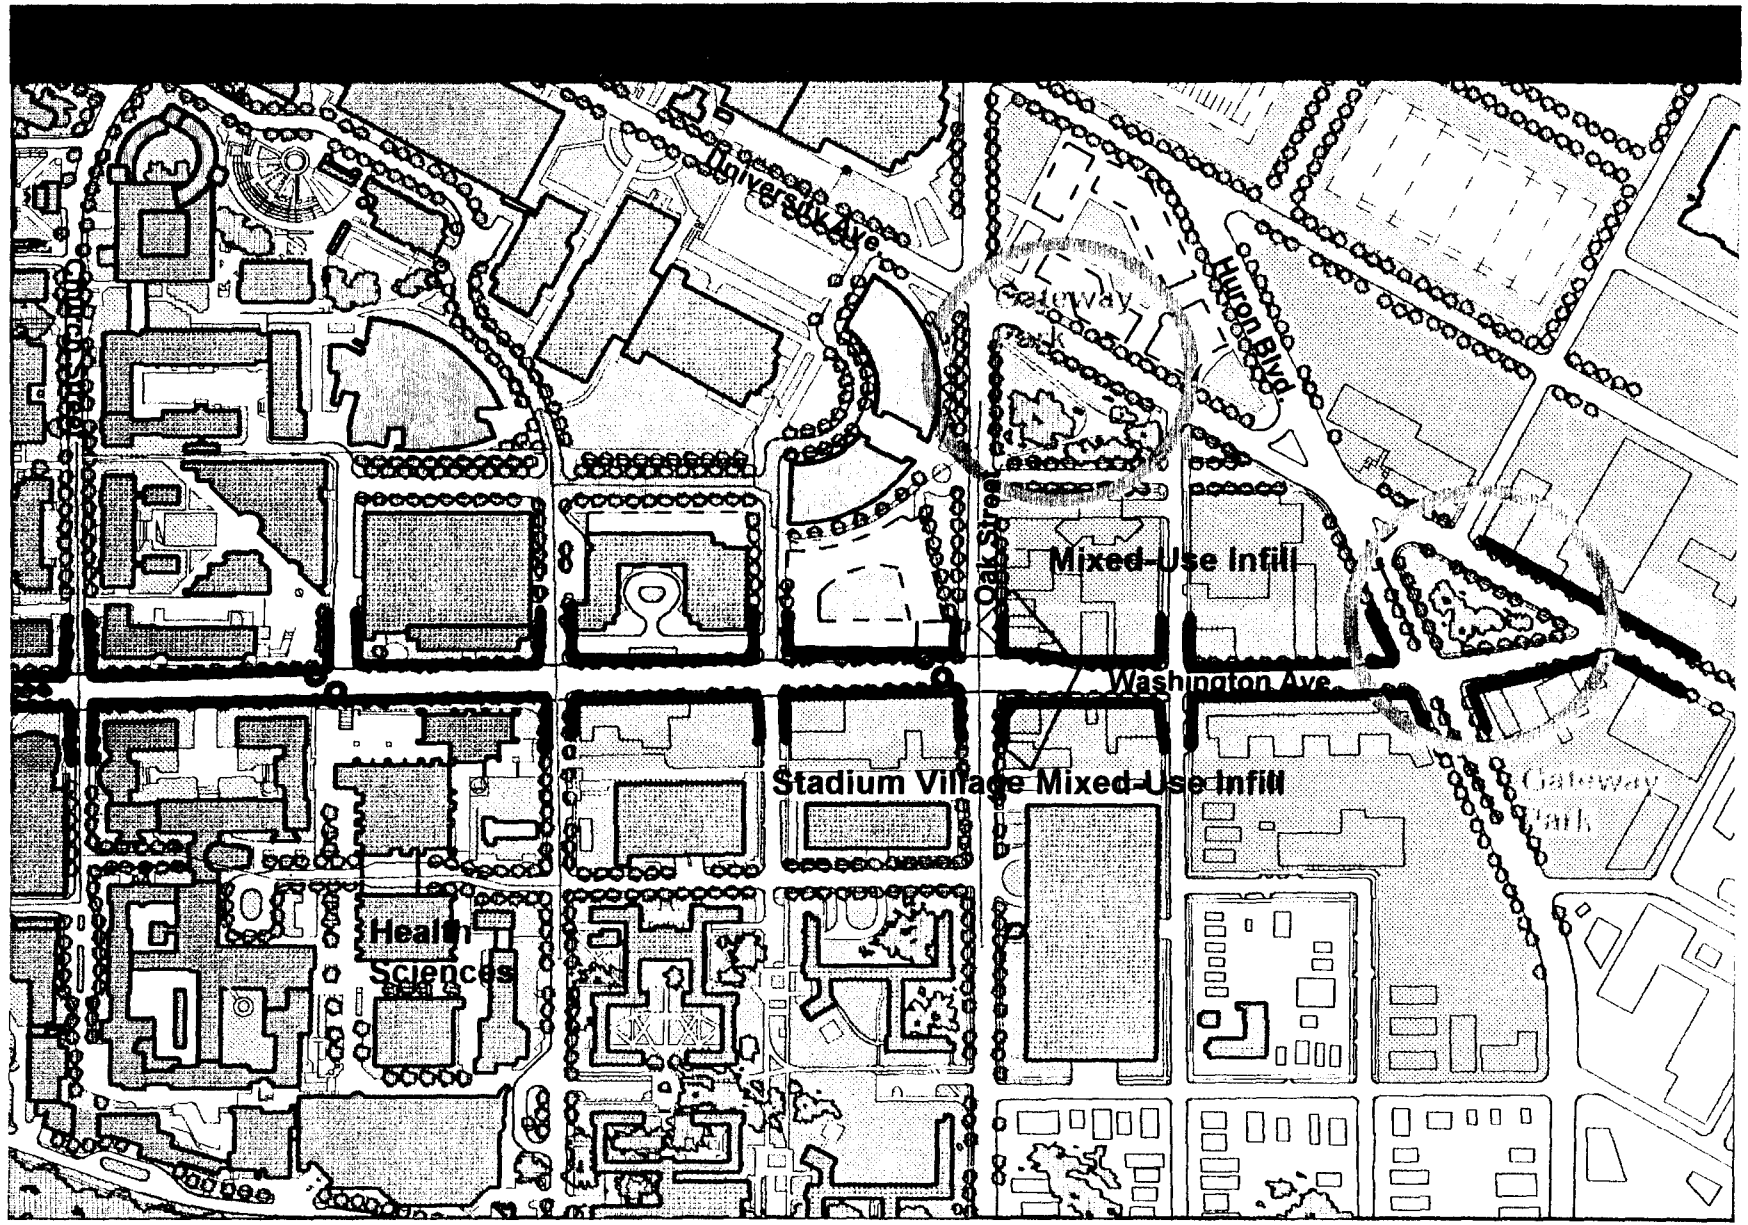 University Ave.
Church Street
Gateway
Park
Huron Blvd.
Oak Street
Mixed-Use Infill
Washington Ave.
Stadium Village Mixed-Use Infill
Gateway
Park
Health
Sciences